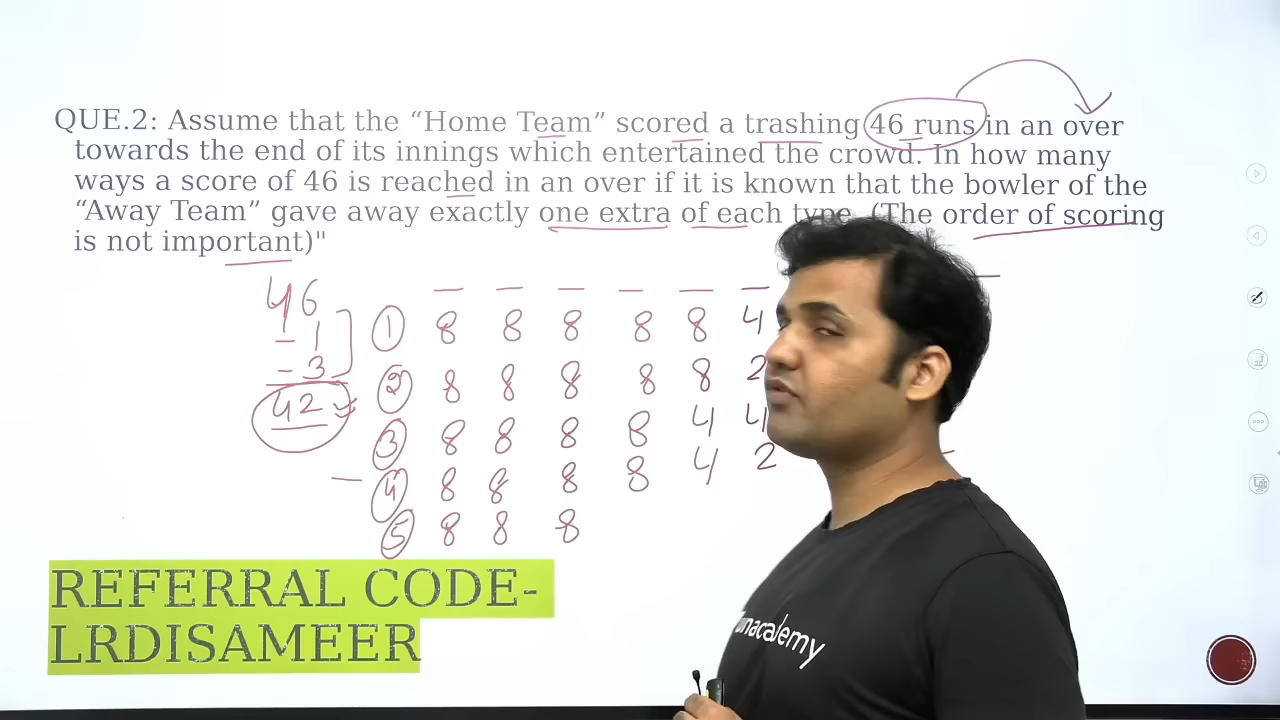 QUE.2: Assume that the “Home Team” scored a trashing 46 runs in an over
towards the end of its innings which entertained the crowd. In how many
ways a score of 46 is reached in an over if it is known that the bowler of the
“Away Team” gave away exactly one extra of each type. (The order of scoring
is not important)"
46
- 1
- 3
42
1 8 8 8 8 8 4
2 8 8 8 8 8 2
3 8 8 8 8 4 4
4 8 8 8 8 4 2
5 8 8 8
REFERRAL CODE-
LRDISAMEER
unacademy